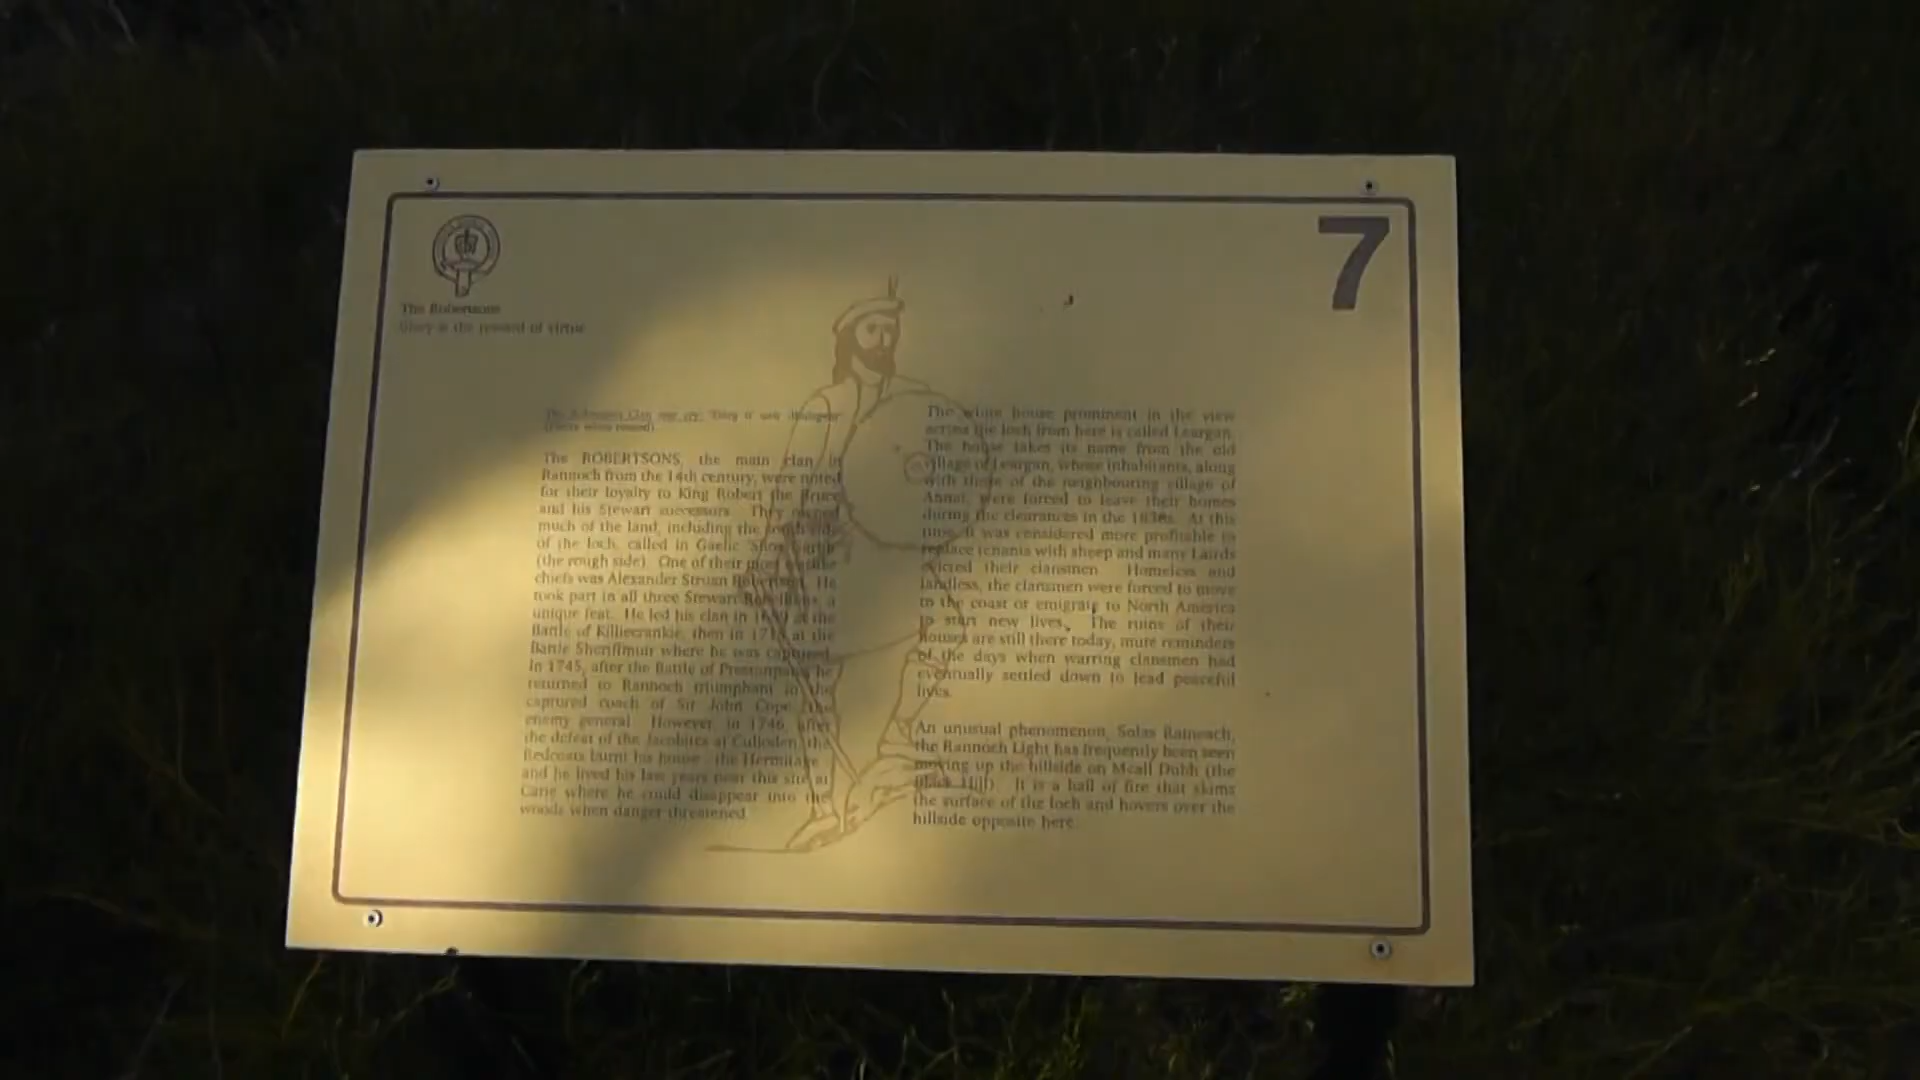 7
The Robertsons
Glory is the reward of virtue
The Robertson Clan war cry:
(fierce when roused)
The ROBERTSONS, the main clan in
Rannoch from the 14th century, were noted
for their loyalty to King Robert the Bruce
and his Stewart successors. They owned
much of the land, including the south side
of the loch, called in Gaelic
(the rough side). One of their most
chiefs was Alexander Struan Robertson. He
took part in all three Stewart Rebellions, a
unique feat. He led his clan in 1689 at the
Battle of Killiecrankie, then in 1715 at the
Battle Sheriffmuir where he was captured.
In 1745, after the Battle of Prestonpans, he
returned to Rannoch triumphant in the
captured coach of Sir John Cope, the
enemy general. However, in 1746, after
the defeat of the Jacobites at Culloden, the
Redcoats burnt his house - the Hermitage
and he lived his last years near this site at
Carie where he could disappear into the
woods when danger threatened.
The white house prominent in the view
across the loch from here is called Leargan.
The house takes its name from the old
village of Leargan, whose inhabitants, along
with those of the neighbouring village of
Annat, were forced to leave their homes
during the clearances in the 1830s. At this
time, it was considered more profitable to
replace tenants with sheep and many Lairds
evicted their clansmen. Homeless and
landless, the clansmen were forced to move
to the coast or emigrate to North America
to start new lives. The ruins of their
houses are still there today, mute reminders
of the days when warring clansmen had
eventually settled down to lead peaceful
lives.
An unusual phenomenon, Solas Raineach,
the Rannoch Light has frequently been seen
moving up the hillside on Meall Dubh (the
Black Hill). It is a ball of fire that skims
the surface of the loch and hovers over the
hillside opposite here.